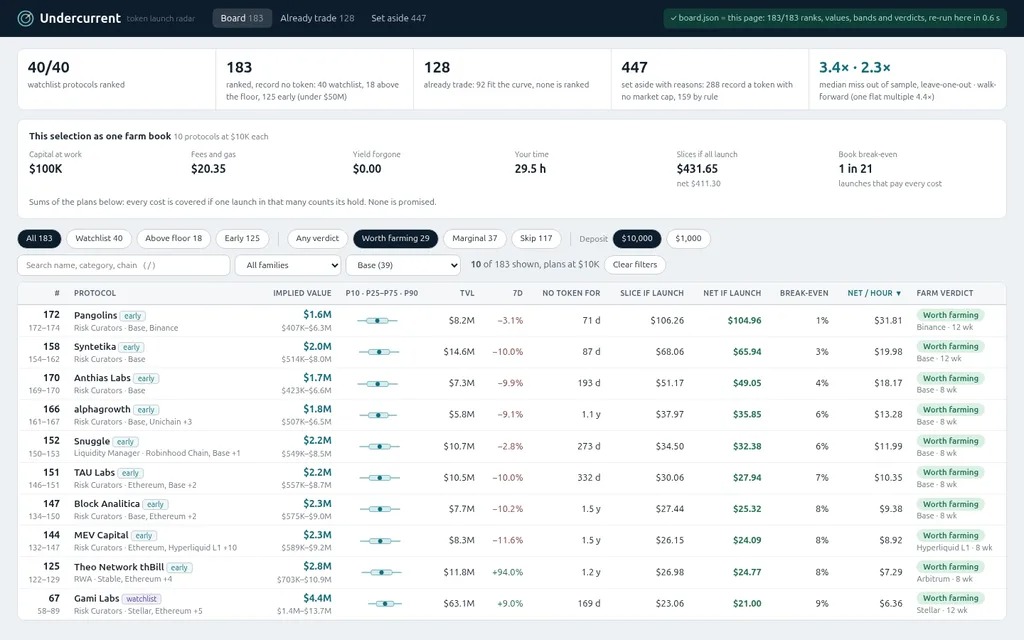 Undercurrent token launch radar Board 183 Already trade 128 Set aside 447 ✓ board.json = this page: 183/183 ranks, values, bands and verdicts, re-run here in 0.6 s
40/40
watchlist protocols ranked
183
ranked, record no token: 40 watchlist, 18 above
the floor, 125 early (under $50M)
128
already trade: 92 fit the curve, none is ranked
447
set aside with reasons: 288 record a token with
no market cap, 159 by rule
3.4× · 2.3×
median miss out of sample, leave-one-out · walk-
forward (one flat multiple 4.4×)
This selection as one farm book 10 protocols at $10K each
Capital at work
$100K
Fees and gas
$20.35
Yield forgone
$0.00
Your time
29.5 h
Slices if all launch
$431.65
net $411.30
Book break-even
1 in 21
launches that pay every cost
Sums of the plans below: every cost is covered if one launch in that many counts its hold. None is promised.
All 183 Watchlist 40 Above floor 18 Early 125 Any verdict Worth farming 29 Marginal 37 Skip 117 Deposit $10,000 $1,000
Search name, category, chain ( / ) All families Base (39) 10 of 183 shown, plans at $10K Clear filters
# PROTOCOL IMPLIED VALUE P10 · P25–P75 · P90 TVL 7D NO TOKEN FOR SLICE IF LAUNCH NET IF LAUNCH BREAK-EVEN NET / HOUR ▼ FARM VERDICT
172 Pangolins early $1.6M $8.2M −3.1% 71 d $106.26 $104.96 1% $31.81 Worth farming
172–174 Risk Curators · Base, Binance $407K–$6.3M Binance · 12 wk
158 Syntetika early $2.0M $14.6M −10.0% 87 d $68.06 $65.94 3% $19.98 Worth farming
154–162 Risk Curators · Base $514K–$8.0M Base · 12 wk
170 Anthias Labs early $1.7M $7.3M −9.9% 193 d $51.17 $49.05 4% $18.17 Worth farming
169–170 Risk Curators · Base $423K–$6.6M Base · 8 wk
166 alphagrowth early $1.8M $5.8M −9.1% 1.1 y $37.97 $35.85 6% $13.28 Worth farming
161–167 Risk Curators · Base, Unichain +3 $507K–$6.5M Base · 8 wk
152 Snuggle early $2.2M $10.7M −2.8% 273 d $34.50 $32.38 6% $11.99 Worth farming
150–153 Liquidity Manager · Robinhood Chain, Base +1 $549K–$8.5M Base · 8 wk
151 TAU Labs early $2.2M $10.5M −10.0% 332 d $30.06 $27.94 7% $10.35 Worth farming
146–151 Risk Curators · Ethereum, Base +2 $557K–$8.7M Base · 8 wk
147 Block Analitica early $2.3M $7.7M −10.2% 1.5 y $27.44 $25.32 8% $9.38 Worth farming
134–150 Risk Curators · Base, Ethereum +2 $575K–$9.0M Base · 8 wk
144 MEV Capital early $2.3M $8.3M −11.6% 1.5 y $26.15 $24.09 8% $8.92 Worth farming
132–147 Risk Curators · Ethereum, Hyperliquid L1 +10 $589K–$9.2M Hyperliquid L1 · 8 wk
125 Theo Network thBill early $2.8M $11.8M +94.0% 1.2 y $26.98 $24.77 8% $7.29 Worth farming
122–129 RWA · Stable, Ethereum +4 $703K–$10.9M Arbitrum · 8 wk
67 Gami Labs watchlist $4.4M $63.1M +9.0% 169 d $23.06 $21.00 9% $6.36 Worth farming
58–89 Risk Curators · Stellar, Ethereum +5 $1.4M–$13.7M Stellar · 12 wk